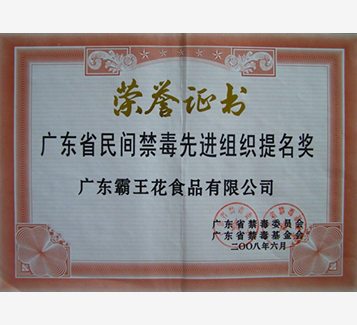 荣誉证书
广东省民间禁毒先进组织提名奖
广东霸王花食品有限公司
广东省禁毒委员会
广东省禁毒基金会
二〇〇八年六月